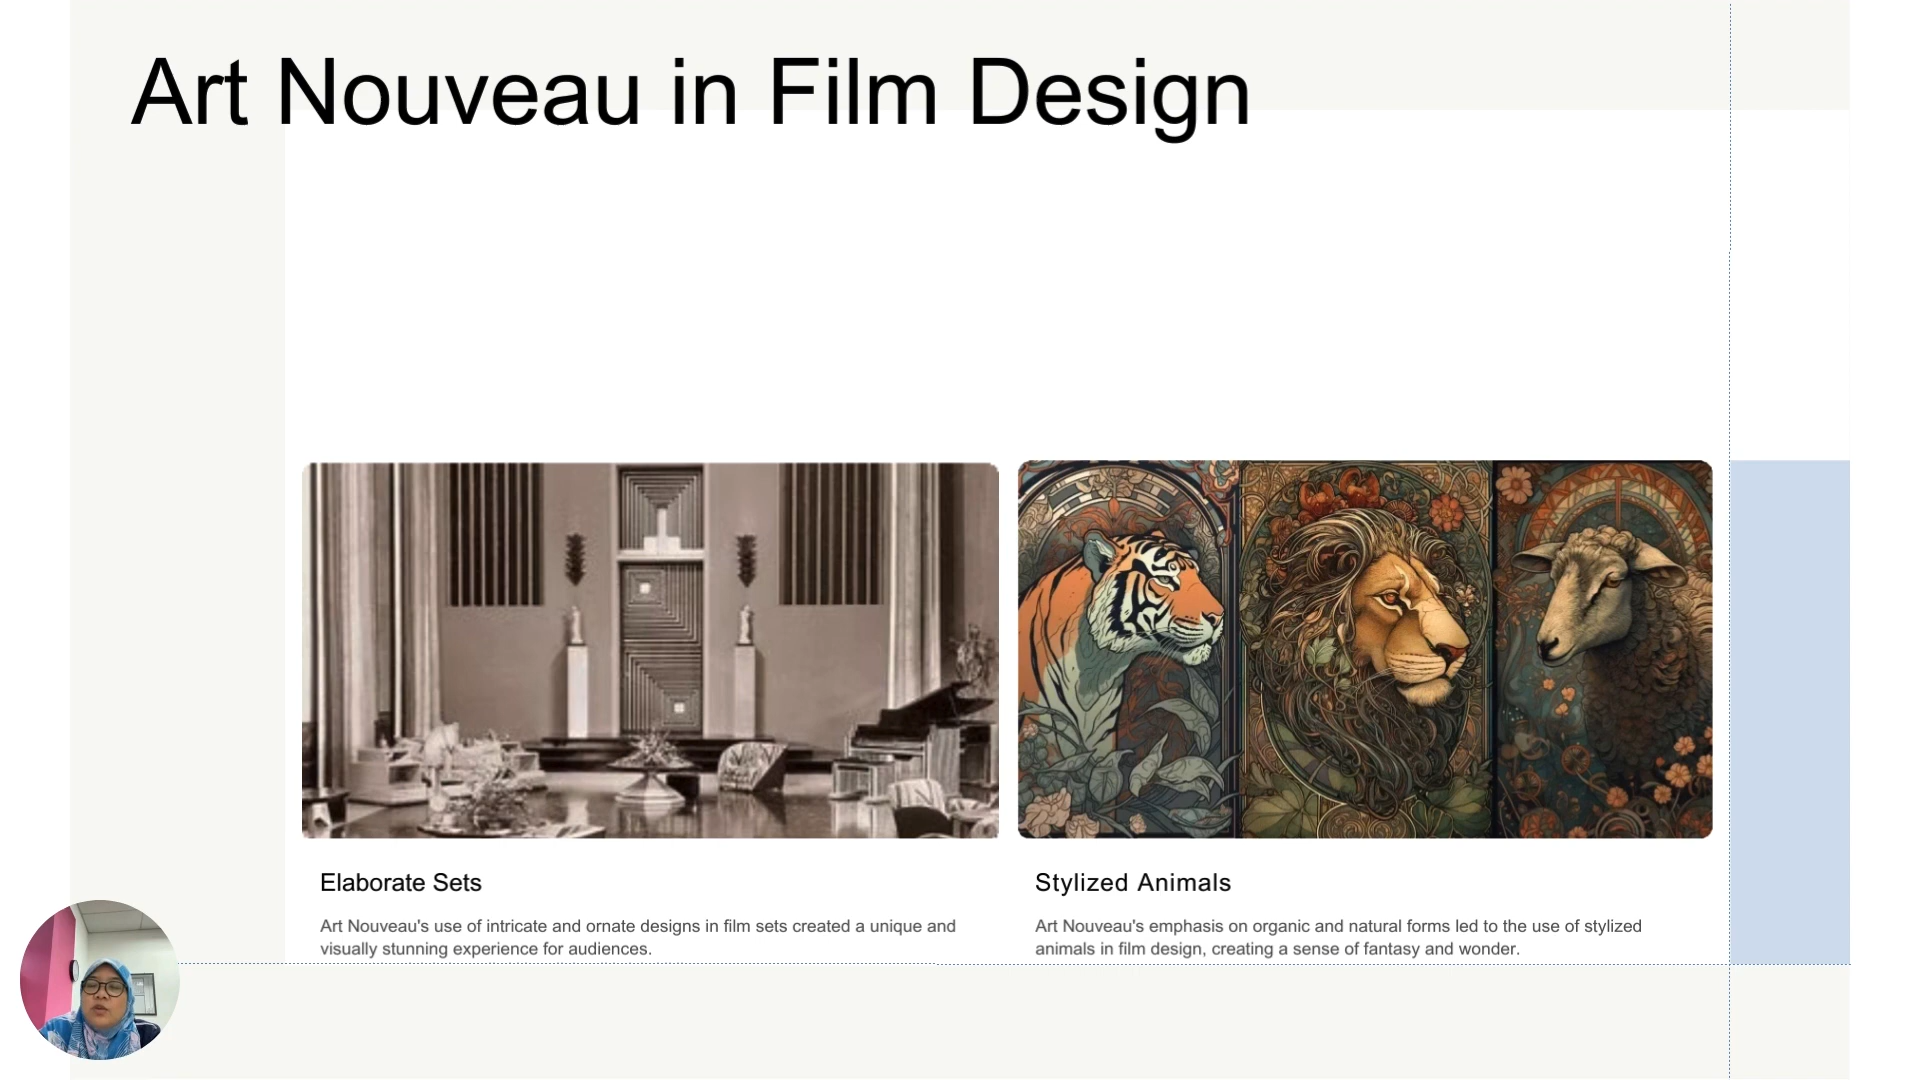 Art Nouveau in Film Design
Elaborate Sets
Art Nouveau's use of intricate and ornate designs in film sets created a unique and
visually stunning experience for audiences.
Stylized Animals
Art Nouveau's emphasis on organic and natural forms led to the use of stylized
animals in film design, creating a sense of fantasy and wonder.